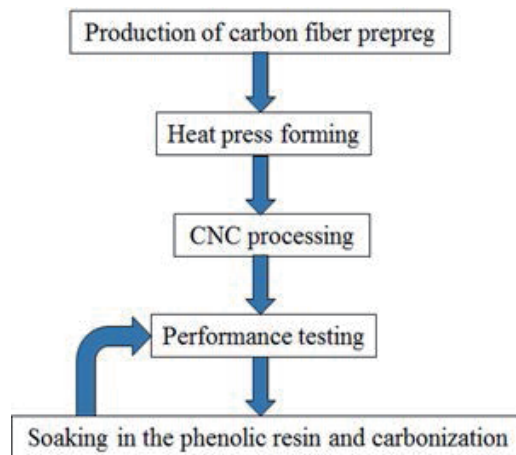 Production of carbon fiber prepreg
Heat press forming
CNC processing
Performance testing
Soaking in the phenolic resin and carbonization